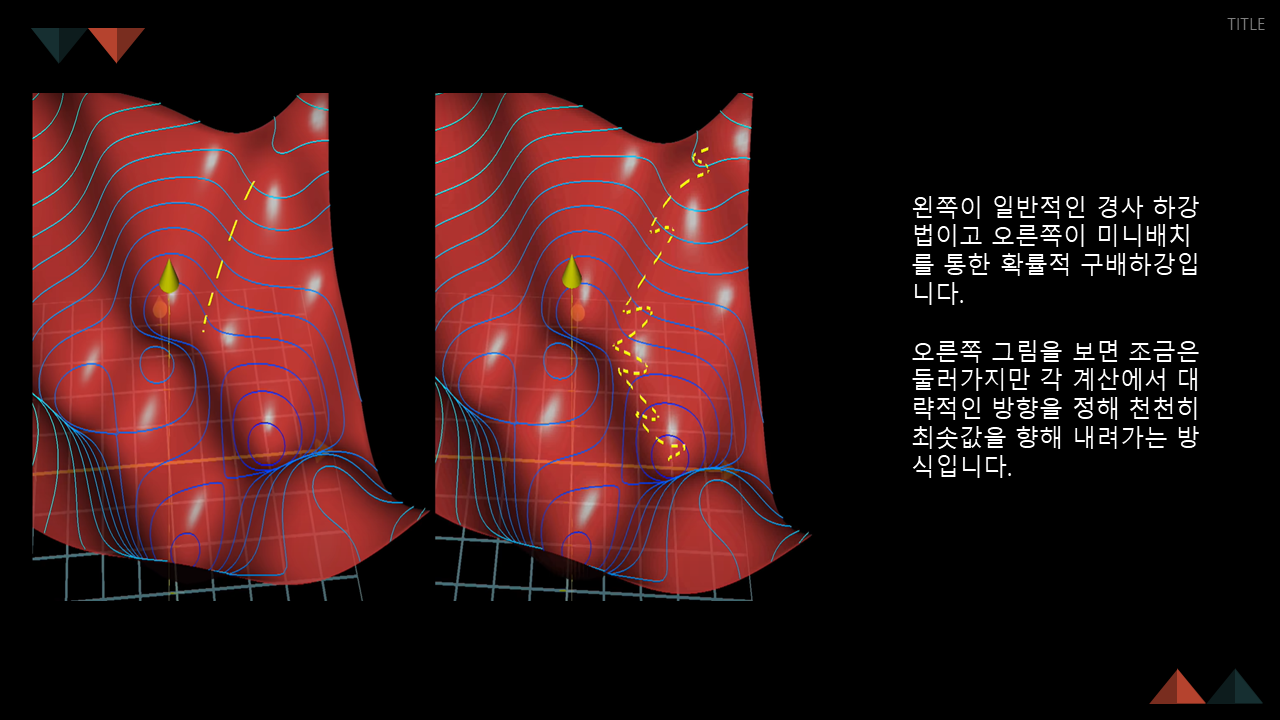 TITLE
왼쪽이 일반적인 경사 하강
법이고 오른쪽이 미니배치
를 통한 확률적 구배하강입
니다.
오른쪽 그림을 보면 조금은
둘러가지만 각 계산에서 대
략적인 방향을 정해 천천히
최솟값을 향해 내려가는 방
식입니다.